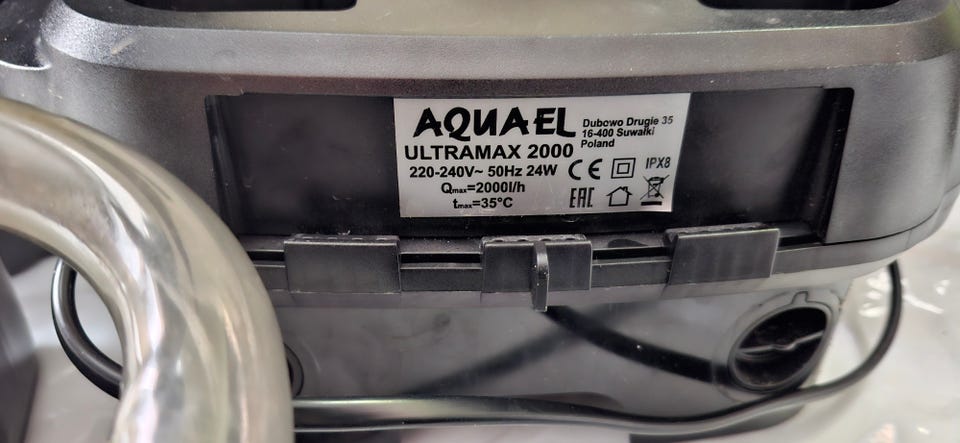 AQUAEL
Dubowo Drugie 35
16-400 Suwałki
Poland
ULTRAMAX 2000
220-240V~ 50Hz 24W
Qmax=2000l/h
tmax=35°C
CE
IPX8
EAC